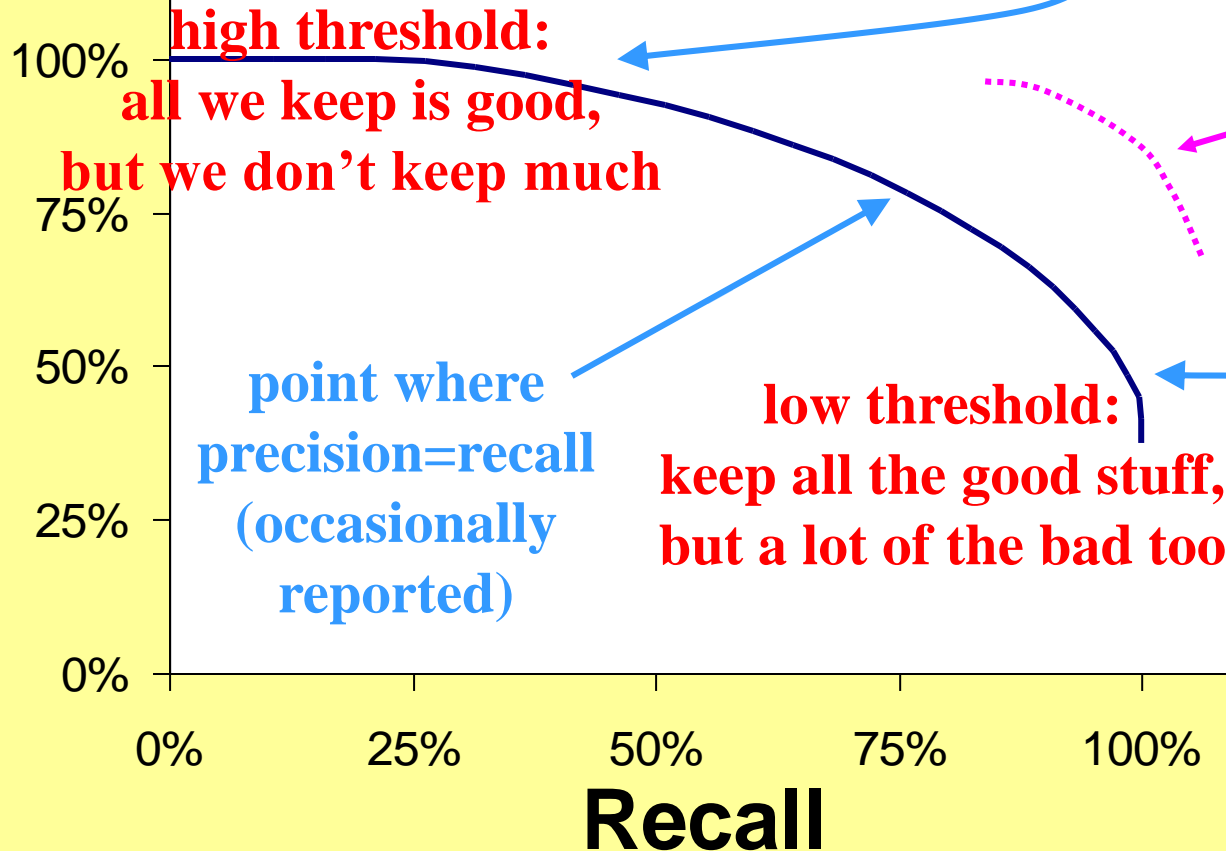 high threshold:
all we keep is good,
but we don’t keep much
100%
75%
50%
25%
0%
point where
precision=recall
(occasionally
reported)
low threshold:
keep all the good stuff,
but a lot of the bad too
0% 25% 50% 75% 100%
Recall